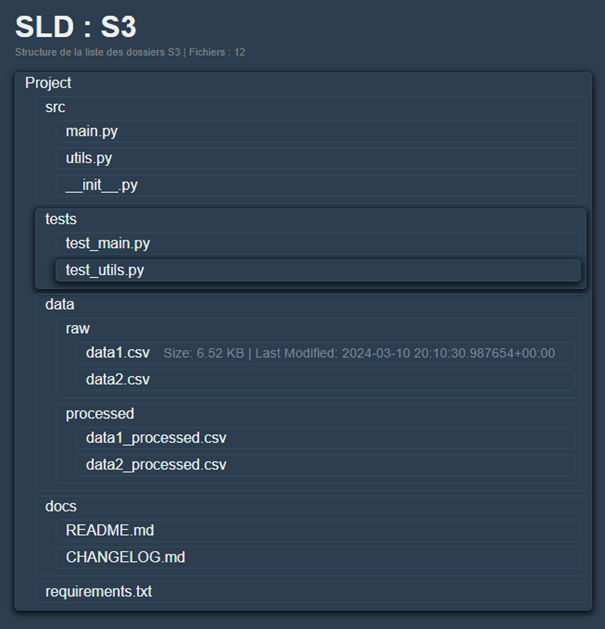 SLD : S3
Structure de la liste des dossiers S3 | Fichiers : 12
Project
src
main.py
utils.py
__init__.py
tests
test_main.py
test_utils.py
data
raw
data1.csv Size: 6.52 KB | Last Modified: 2024-03-10 20:10:30.987654+00:00
data2.csv
processed
data1_processed.csv
data2_processed.csv
docs
README.md
CHANGELOG.md
requirements.txt